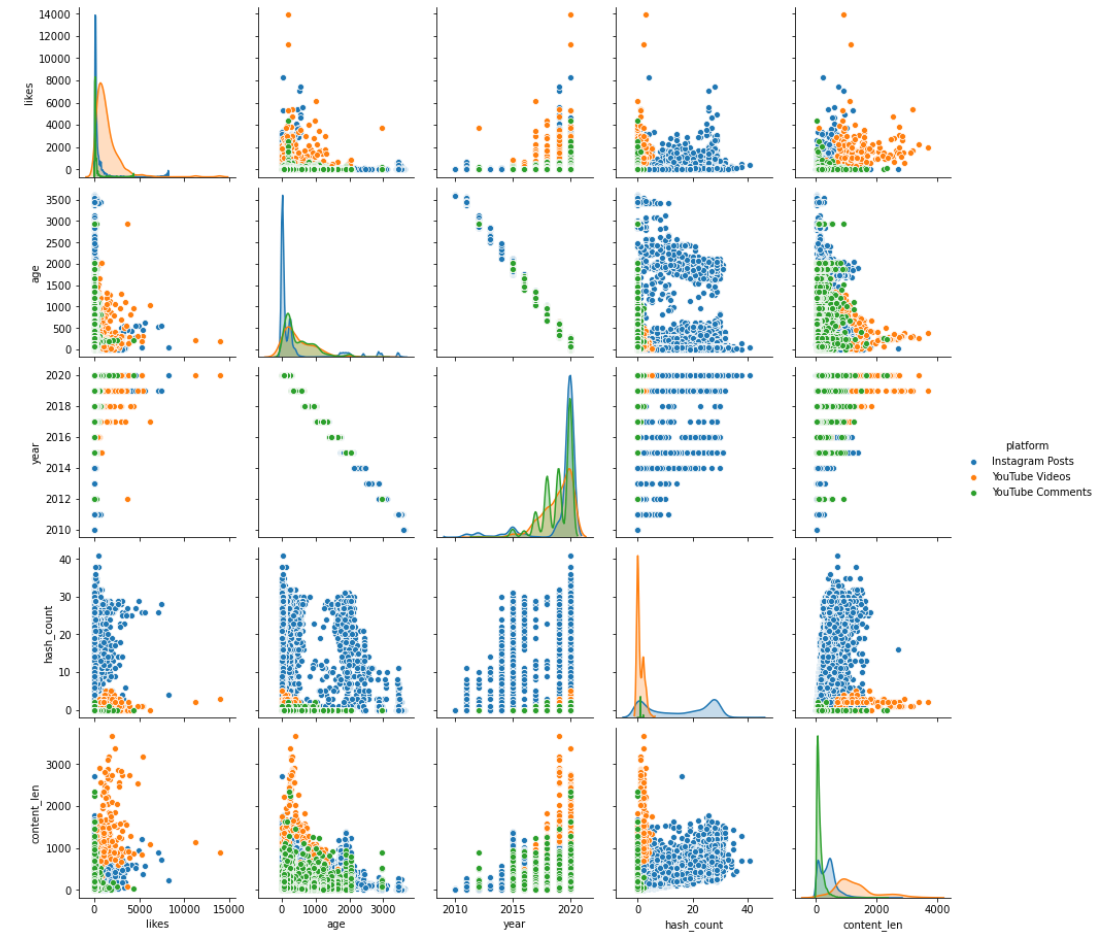 14000
12000
10000
8000
6000
4000
2000
0
likes
3500
3000
2500
2000
1500
1000
500
0
age
2020
2018
2016
2014
2012
2010
year
platform
Instagram Posts
YouTube Videos
YouTube Comments
40
30
20
10
0
hash_count
3000
2000
1000
0
content_len
0 5000 10000 15000
0 1000 2000 3000
2010 2015 2020
0 20 40
0 2000 4000
likes
age
year
hash_count
content_len